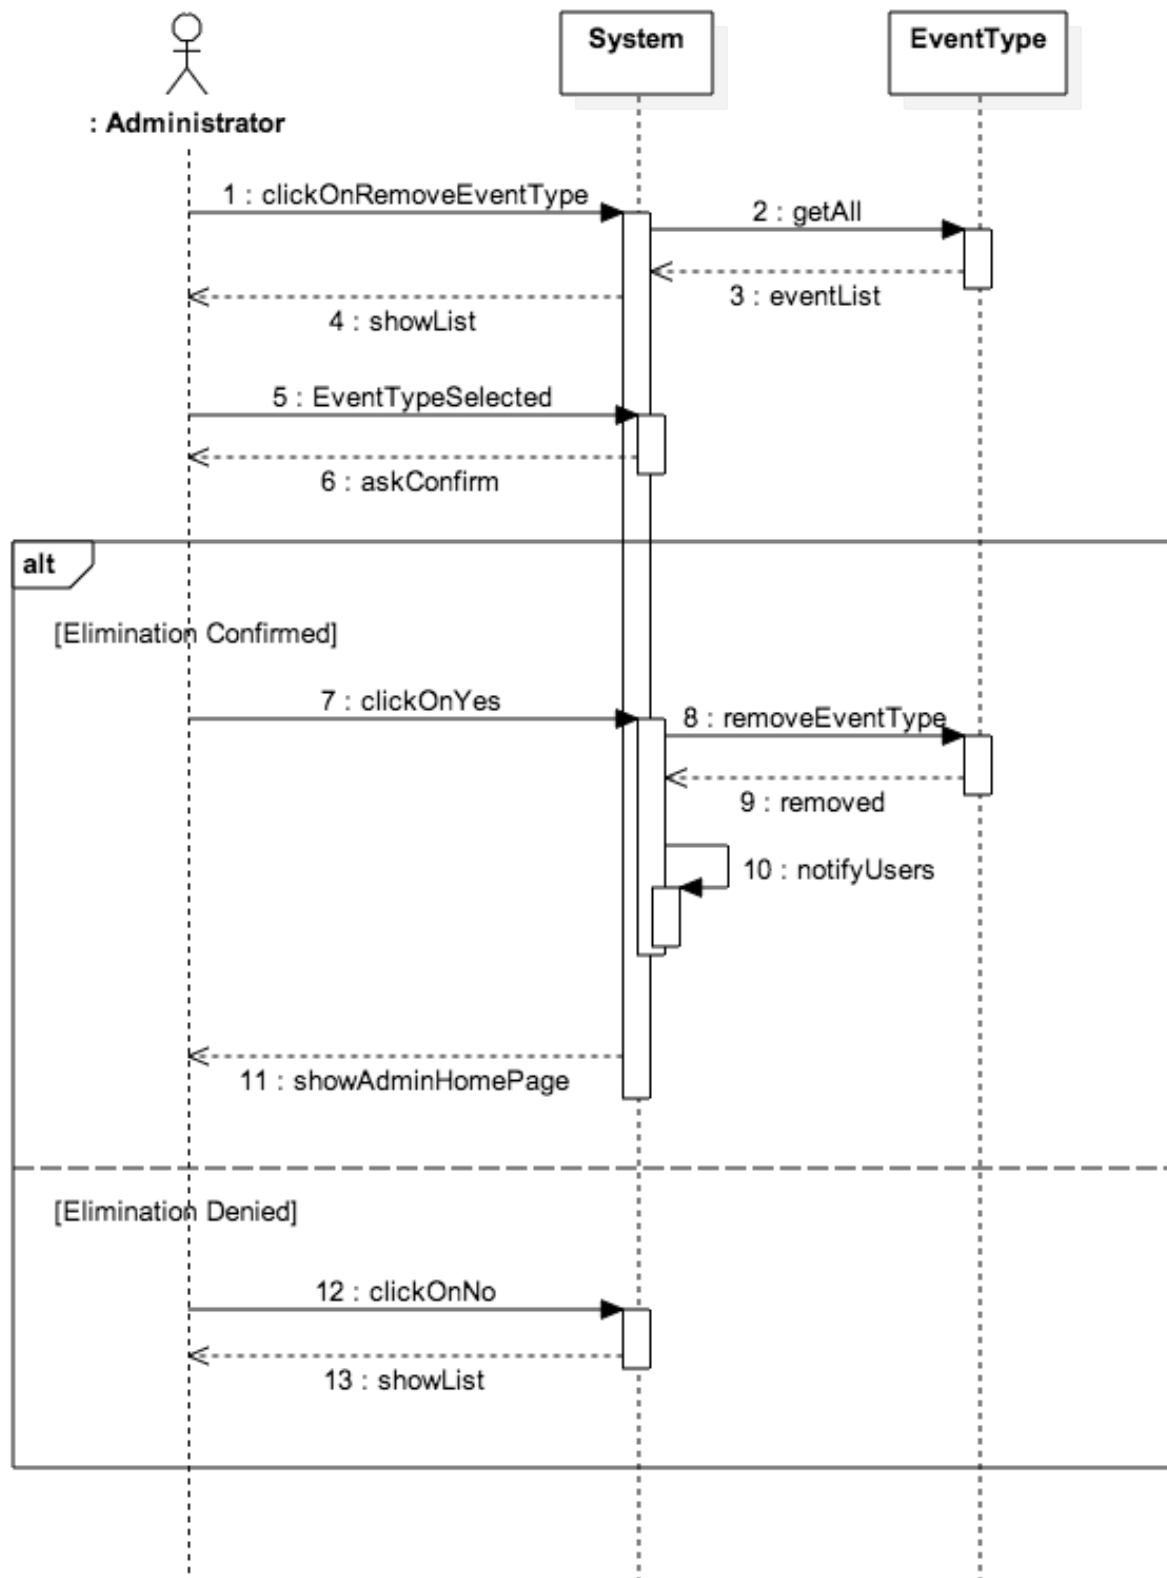 System
EventType
: Administrator
1 : clickOnRemoveEventType
2 : getAll
3 : eventList
4 : showList
5 : EventTypeSelected
6 : askConfirm
alt
[Elimination Confirmed]
7 : clickOnYes
8 : removeEventType
9 : removed
10 : notifyUsers
11 : showAdminHomePage
[Elimination Denied]
12 : clickOnNo
13 : showList